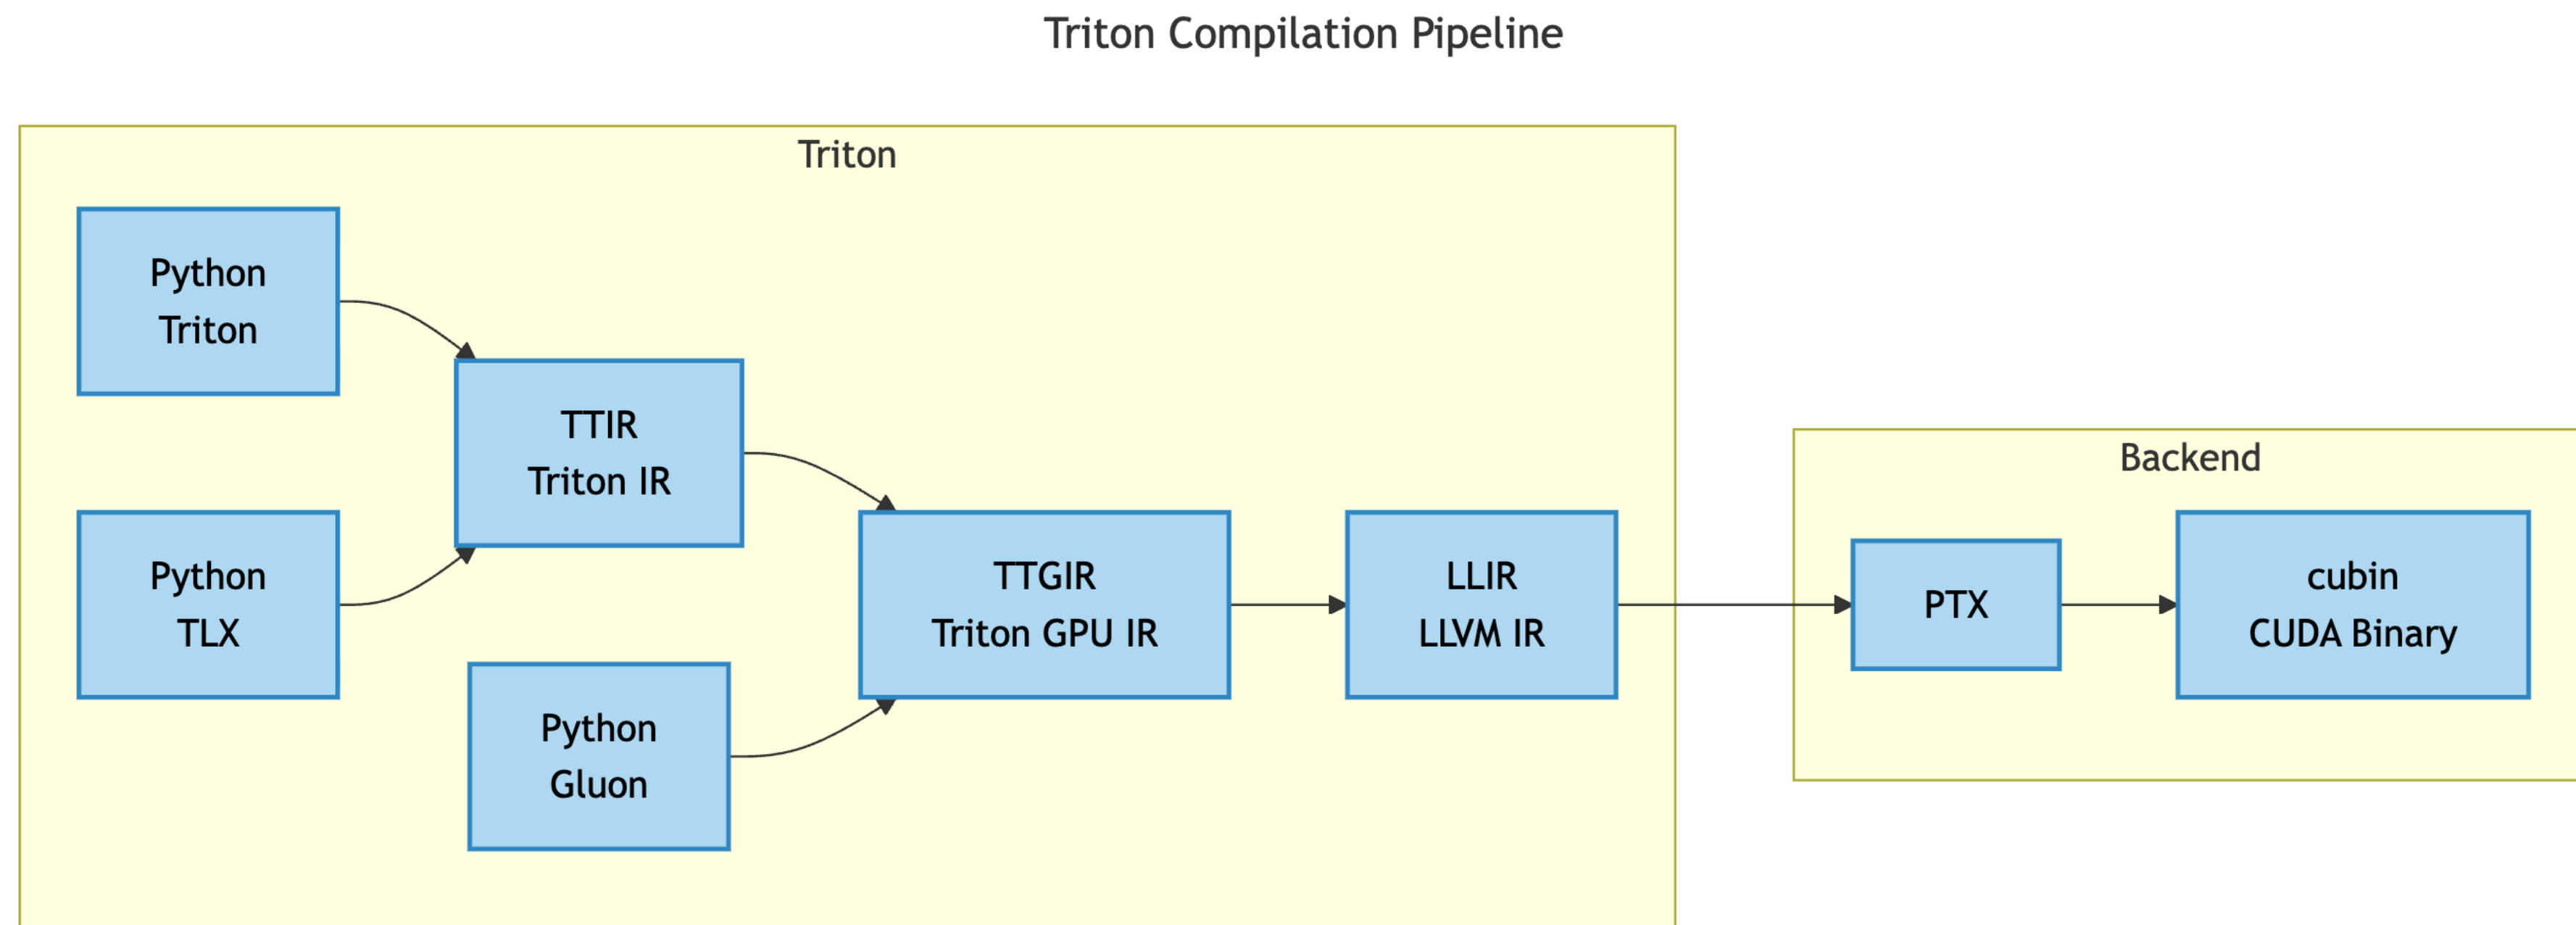 Triton Compilation Pipeline
Triton
Python
Triton
TTIR
Triton IR
Python
TLX
Python
Gluon
TTGIR
Triton GPU IR
LLIR
LLVM IR
Backend
PTX
cubin
CUDA Binary